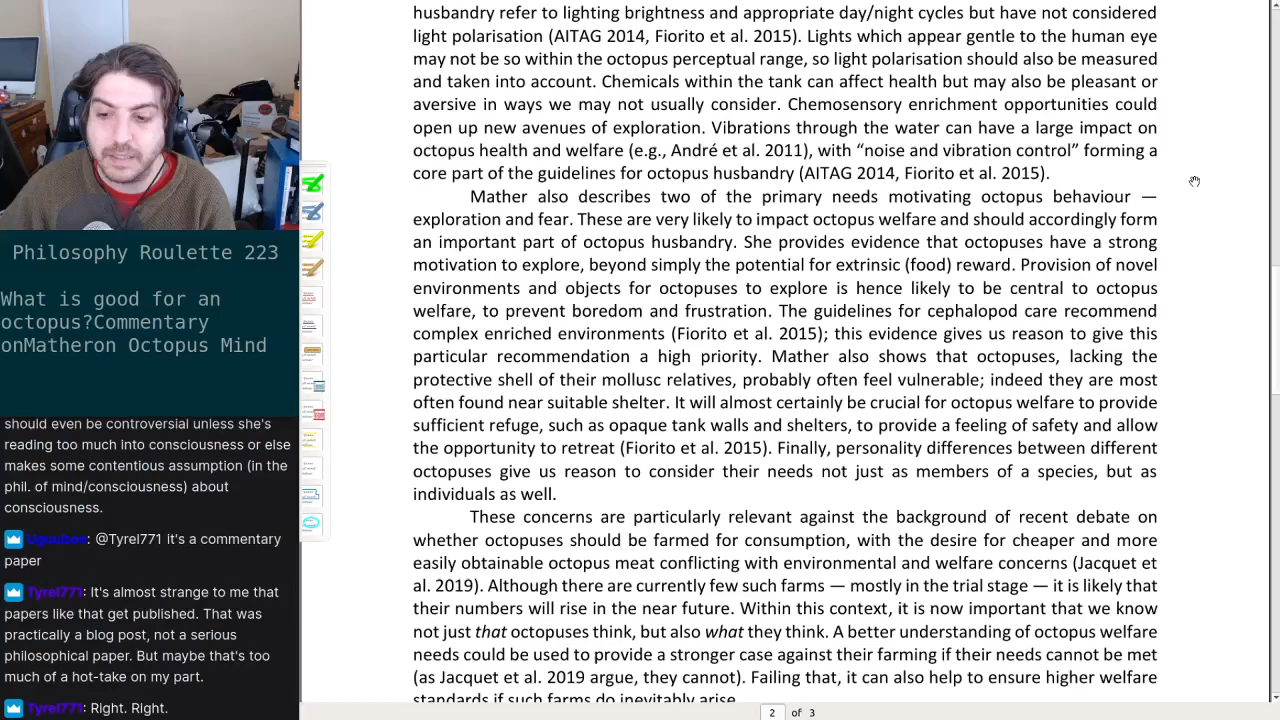 husbandry refer to lighting brightness and appropriate day/night cycles but have not considered
light polarisation (AITAG 2014, Fiorito et al. 2015). Lights which appear gentle to the human eye
may not be so within the octopus perceptual range, so light polarisation should also be measured
and taken into account. Chemicals within the tank can affect health but may also be pleasant or
aversive in ways we may not usually consider. Chemosensory enrichment opportunities could
open up new avenues of exploration. Vibrations through the water can have a large impact on
octopus health and welfare (e.g., André et al. 2011), with “noise and vibration control” forming a
core part of the guidelines for octopus husbandry (AITAG 2014, Fiorito et al. 2015).
Mather also describes two of the primary needs motivating octopus behaviour —
exploration and fear. These are very likely to impact octopus welfare and should accordingly form
an important part of octopus husbandry. She provides evidence that octopuses have a strong
motivation to explore beyond simply the potential for (extrinsic food) reward. Provision of novel
environments and objects for octopuses to explore is hence likely to be integral to octopus
welfare, to prevent boredom or frustration. The guidelines for cephalopod care recommend
complex, enriched environments (Fiorito et al. 2015); the evidence gives us reason to take this
particular recommendation as high priority. Mather also shows that octopuses, lacking the
protective shell of other molluscs, will probably often feel vulnerable. Indeed they are most
often found near suitable shelter. It will almost certainly be crucial for octopus welfare to provide
sufficient refuge, such as opaque tank walls and shelters, to provide a feeling of safety and allow
the opportunity to hide (Fiorito et al. 2015). Finally, personality differences between different
octopuses give us reason to consider their needs not just as members of a species, but as
individuals as well.
These considerations are particularly important against the background of current debates on
whether octopuses should be farmed for consumption, with the desire for cheaper and more
easily obtainable octopus meat conflicting with environmental and welfare concerns (Jacquet et
al. 2019). Although there are currently few such farms — mostly in the trial stage — it is likely that
their numbers will rise in the near future. Within this context, it is now important that we know
not just that octopuses think, but also what they think. A better understanding of octopus welfare
needs could be used to provide a stronger case against their farming if their needs cannot be met
(as Jacquet et al. 2019 argue, they cannot). Failing that, it can also help to ensure higher welfare
standards if such farms do inevitably arise.
2 of 3
Philosophy Roulette 223
What is good for an
octopus?Commentary
onMatheron Octopus Mind
should then be controversial unless she's
reading too much into consciousness or else
makes some contentious assumption (in the
phil. of mind/consciousness) about
consciousness.
Uguubee: @Tyrel771 it's a commentary
paper
Tyrel771: It's almost strange to me that
papers like that get published. That was
practically a blog post, not a serious
philosophical paper. But maybe that's too
much of a hot-take on my part.
Tyrel771: Right. Right.